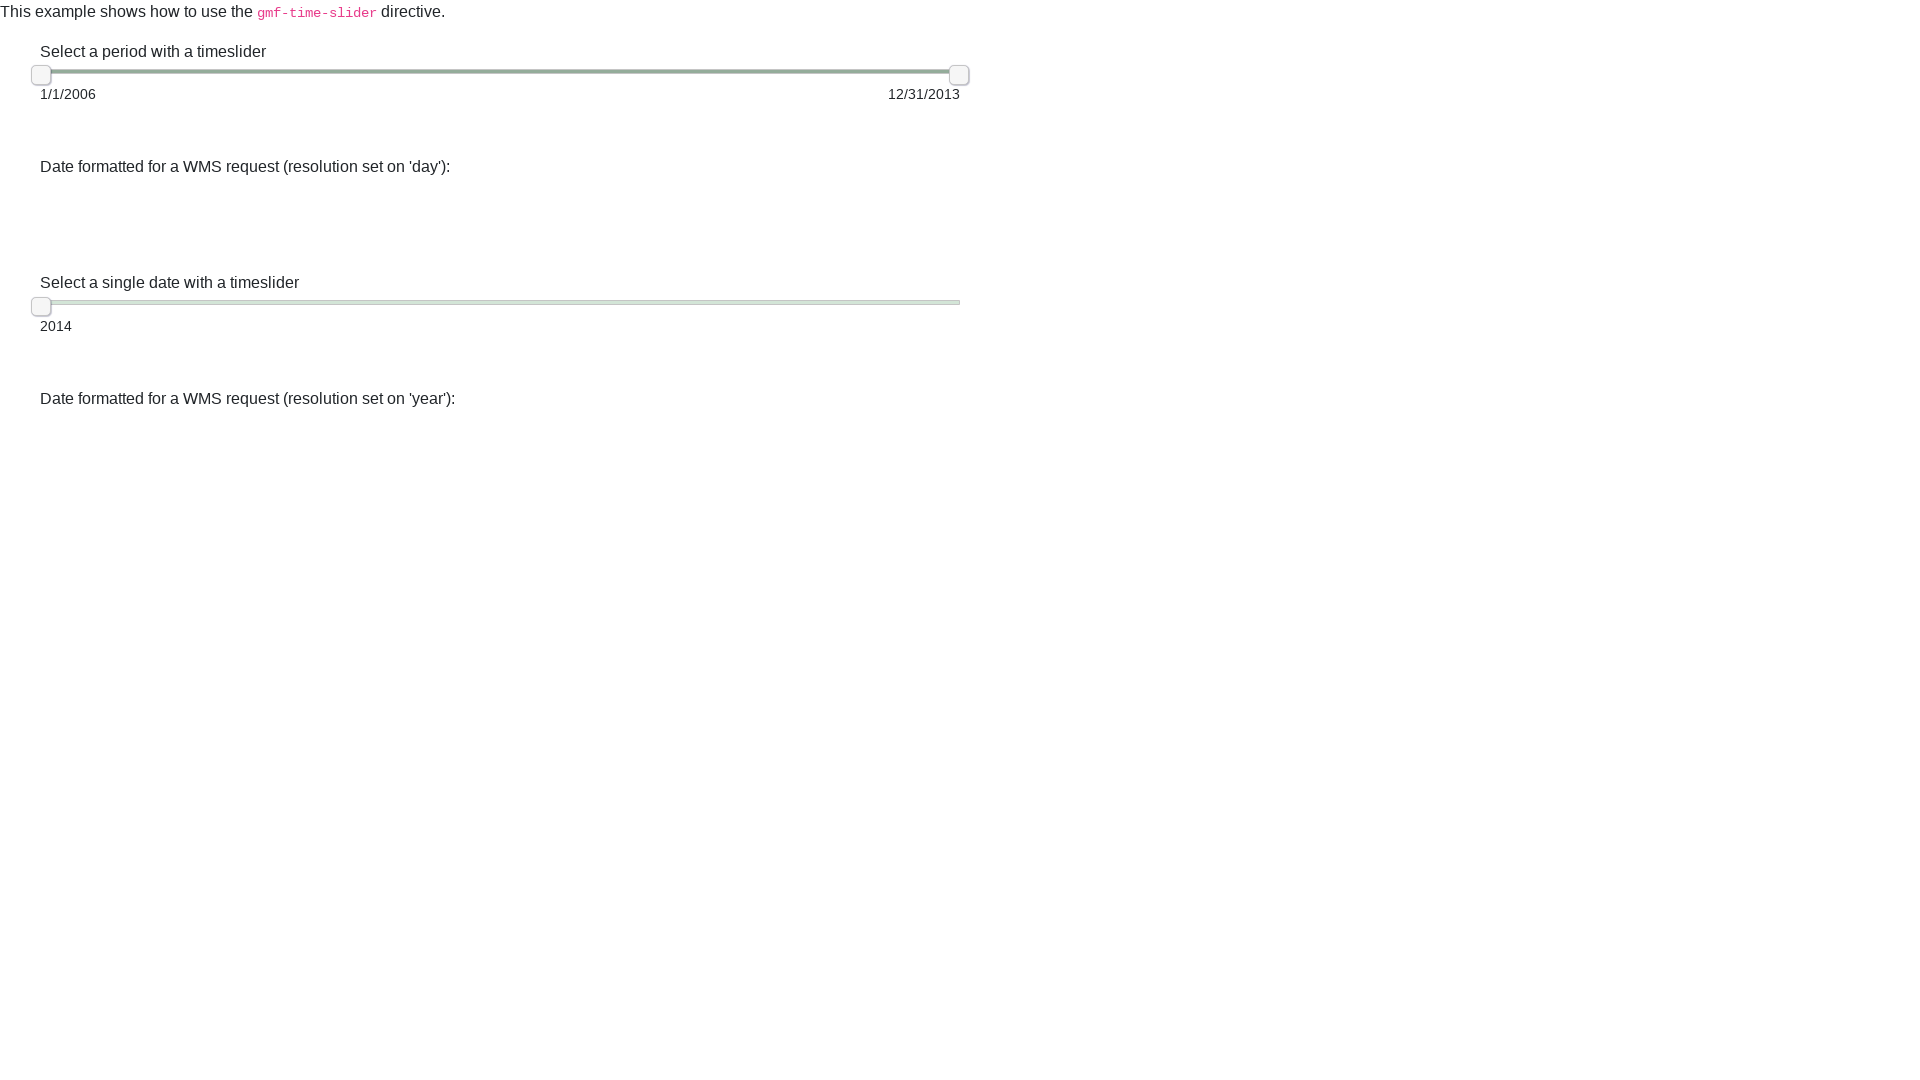 This example shows how to use the gmf-time-slider directive.
Select a period with a timeslider
1/1/2006 12/31/2013
Date formatted for a WMS request (resolution set on 'day'):
Select a single date with a timeslider
2014
Date formatted for a WMS request (resolution set on 'year'):